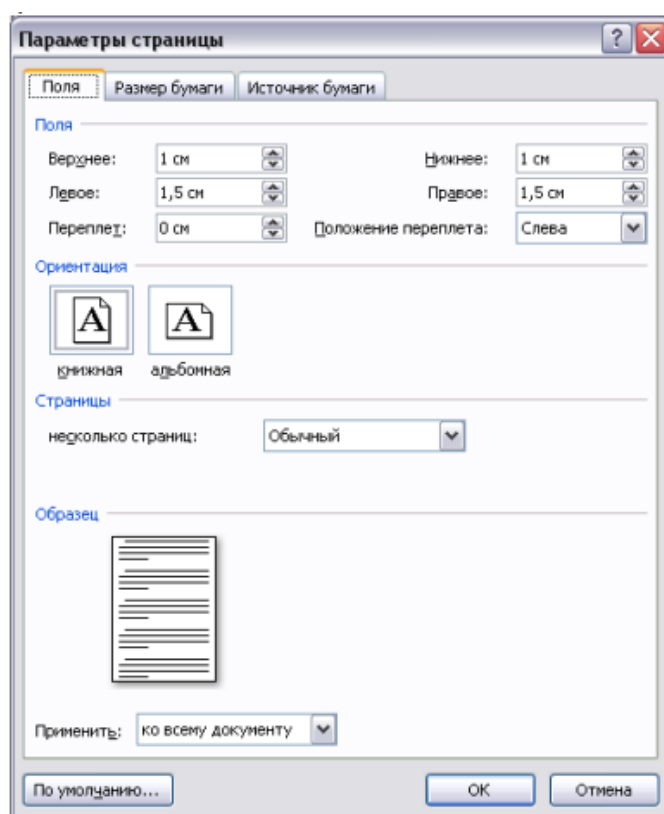 Параметры страницы
Поля Размер бумаги Источник бумаги
Поля
Верхнее: 1 см Нижнее: 1 см
Левое: 1,5 см Правое: 1,5 см
Переплет: 0 см Положение переплета: Слева
Ориентация
A A
книжная альбомная
Страницы
несколько страниц: Обычный
Образец
Применить: ко всему документу
По умолчанию... ОК Отмена